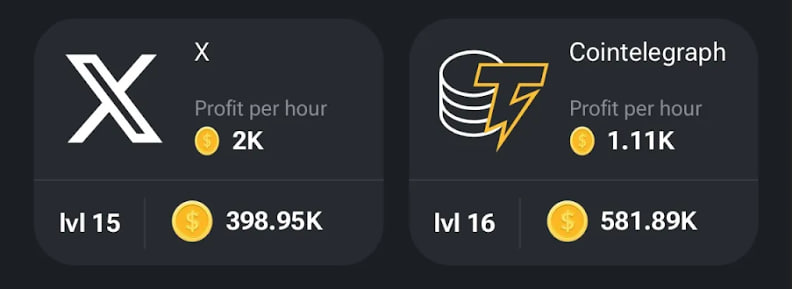 X
Profit per hour
2K
lvl 15
398.95K
Cointelegraph
Profit per hour
1.11K
lvl 16
581.89K